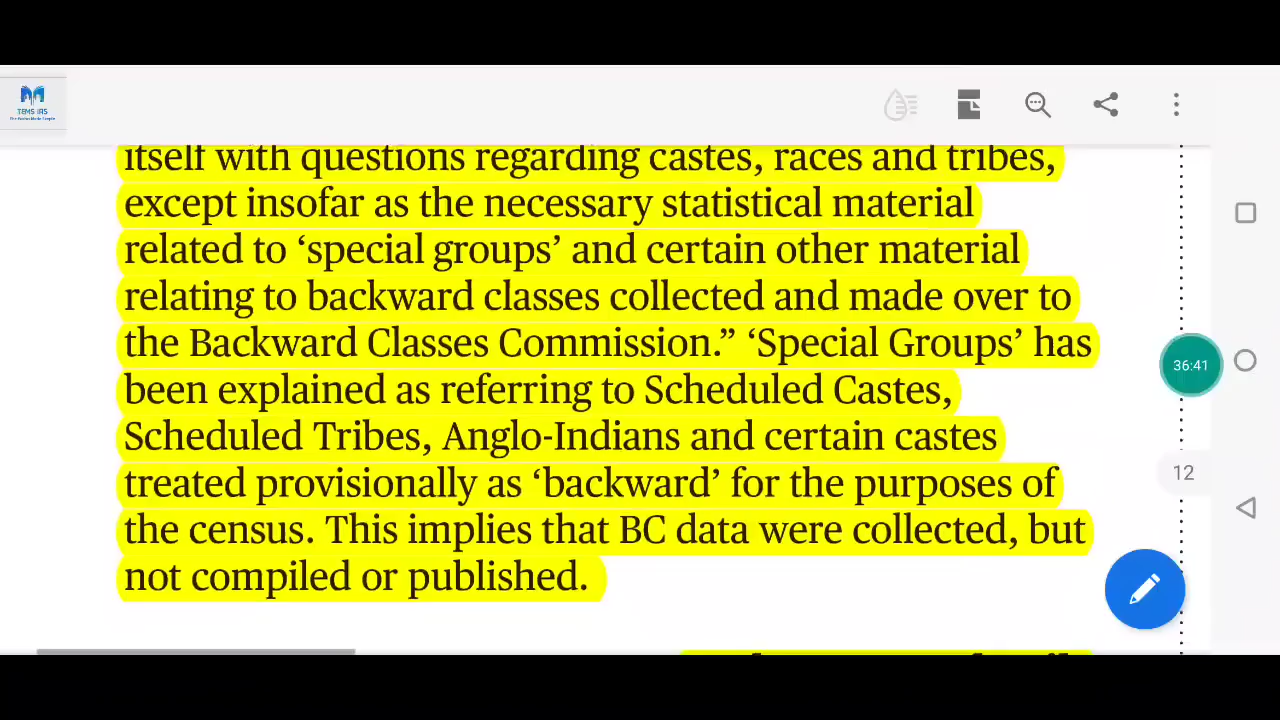 TEMS IAS
itself with questions regarding castes, races and tribes,
except insofar as the necessary statistical material
related to ‘special groups’ and certain other material
relating to backward classes collected and made over to
the Backward Classes Commission.” ‘Special Groups’ has
been explained as referring to Scheduled Castes,
Scheduled Tribes, Anglo-Indians and certain castes
treated provisionally as ‘backward’ for the purposes of
the census. This implies that BC data were collected, but
not compiled or published.
36:41
12